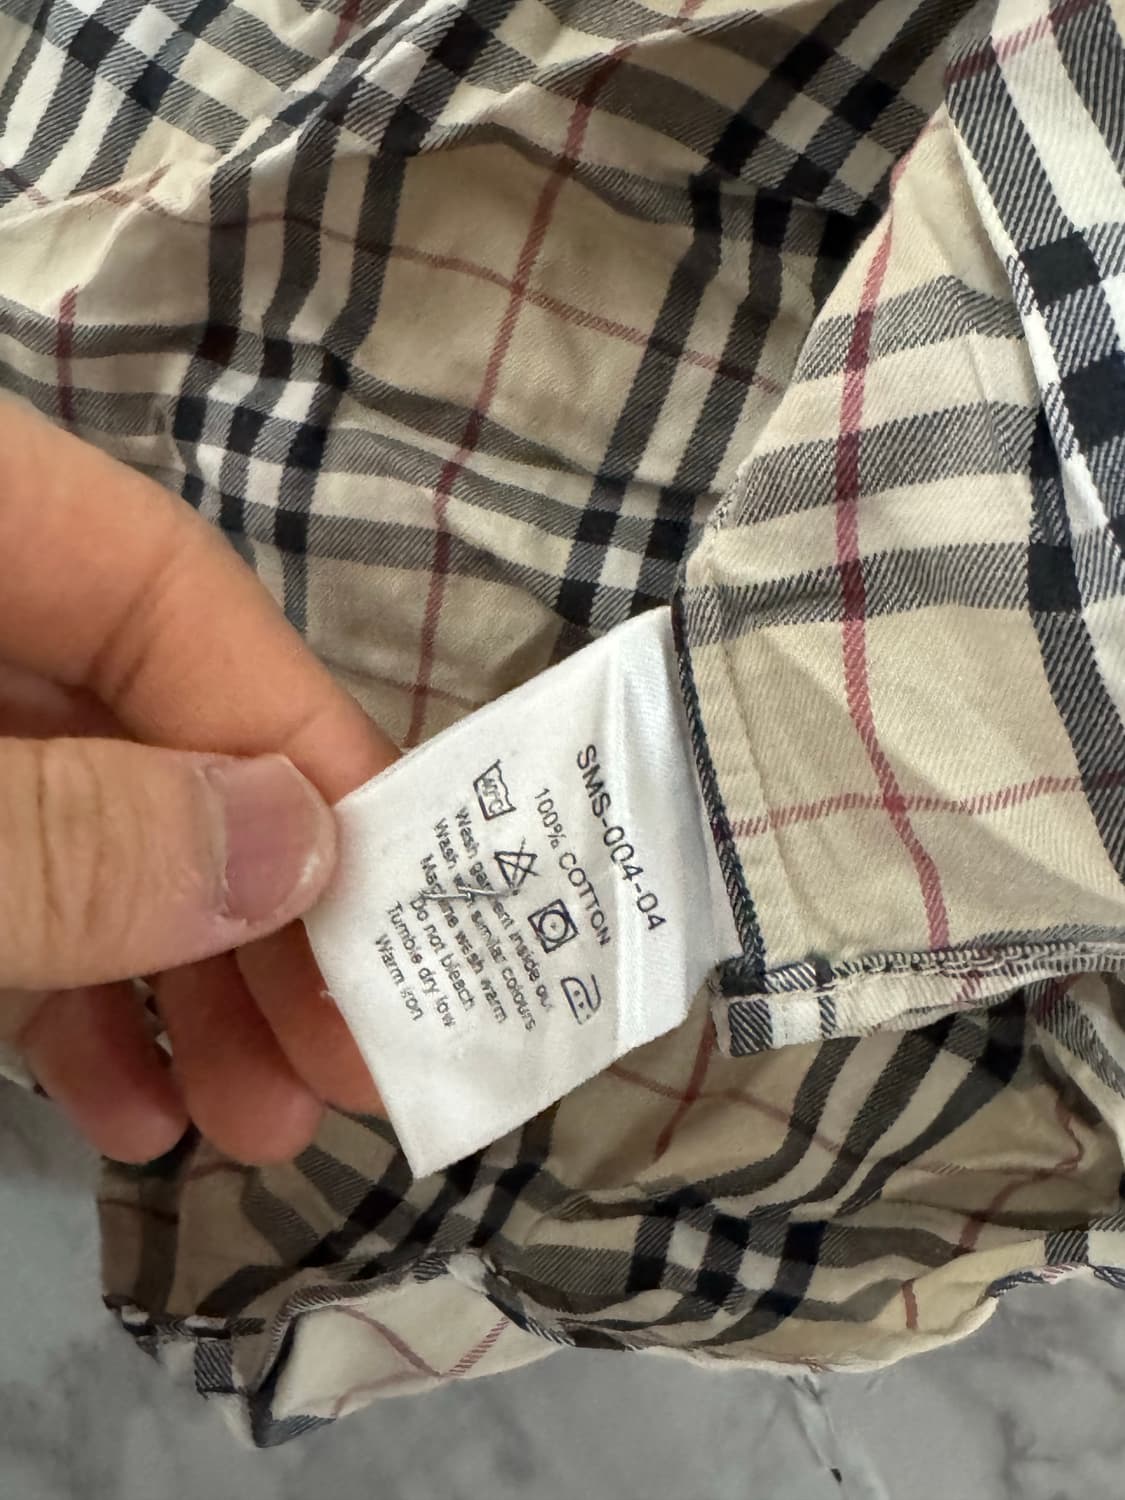 SMS-004-04
100% COTTON
40°C
Wash garment inside out
Wash with similar colours
Machine wash warm
Do not bleach
Tumble dry low
Warm iron